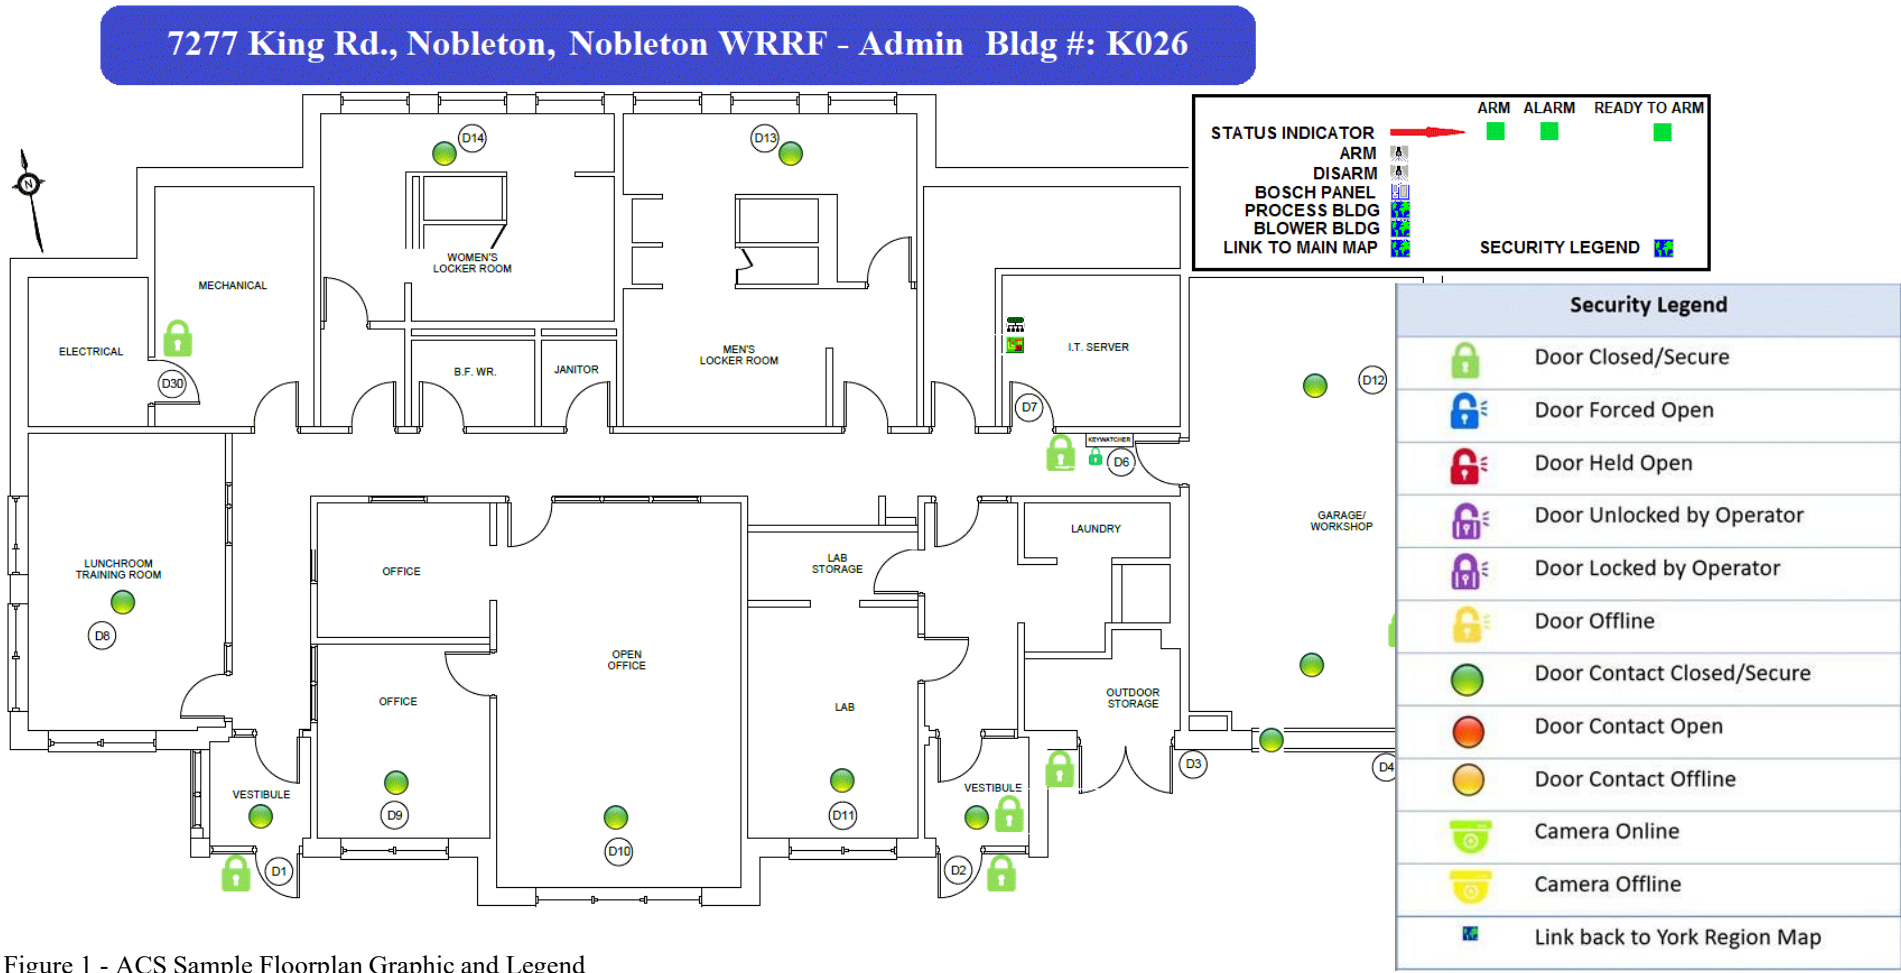 7277 King Rd., Nobleton, Nobleton WRRF - Admin Bldg #: K026
ARM ALARM READY TO ARM
STATUS INDICATOR
ARM
DISARM
BOSCH PANEL
PROCESS BLDG
BLOWER BLDG
LINK TO MAIN MAP
SECURITY LEGEND
N
D14
D13
WOMEN'S
LOCKER ROOM
MECHANICAL
ELECTRICAL
D30
B.F. WR.
JANITOR
MEN'S
LOCKER ROOM
I.T. SERVER
D7
D12
KEYWATCHER
D6
GARAGE/
WORKSHOP
LAUNDRY
LAB
STORAGE
OFFICE
LUNCHROOM
TRAINING ROOM
D8
OPEN
OFFICE
OFFICE
LAB
OUTDOOR
STORAGE
D3
D4
VESTIBULE
D9
D10
D11
VESTIBULE
D1
D2
Security Legend
Door Closed/Secure
Door Forced Open
Door Held Open
Door Unlocked by Operator
Door Locked by Operator
Door Offline
Door Contact Closed/Secure
Door Contact Open
Door Contact Offline
Camera Online
Camera Offline
Link back to York Region Map
Figure 1 - ACS Sample Floorplan Graphic and Legend